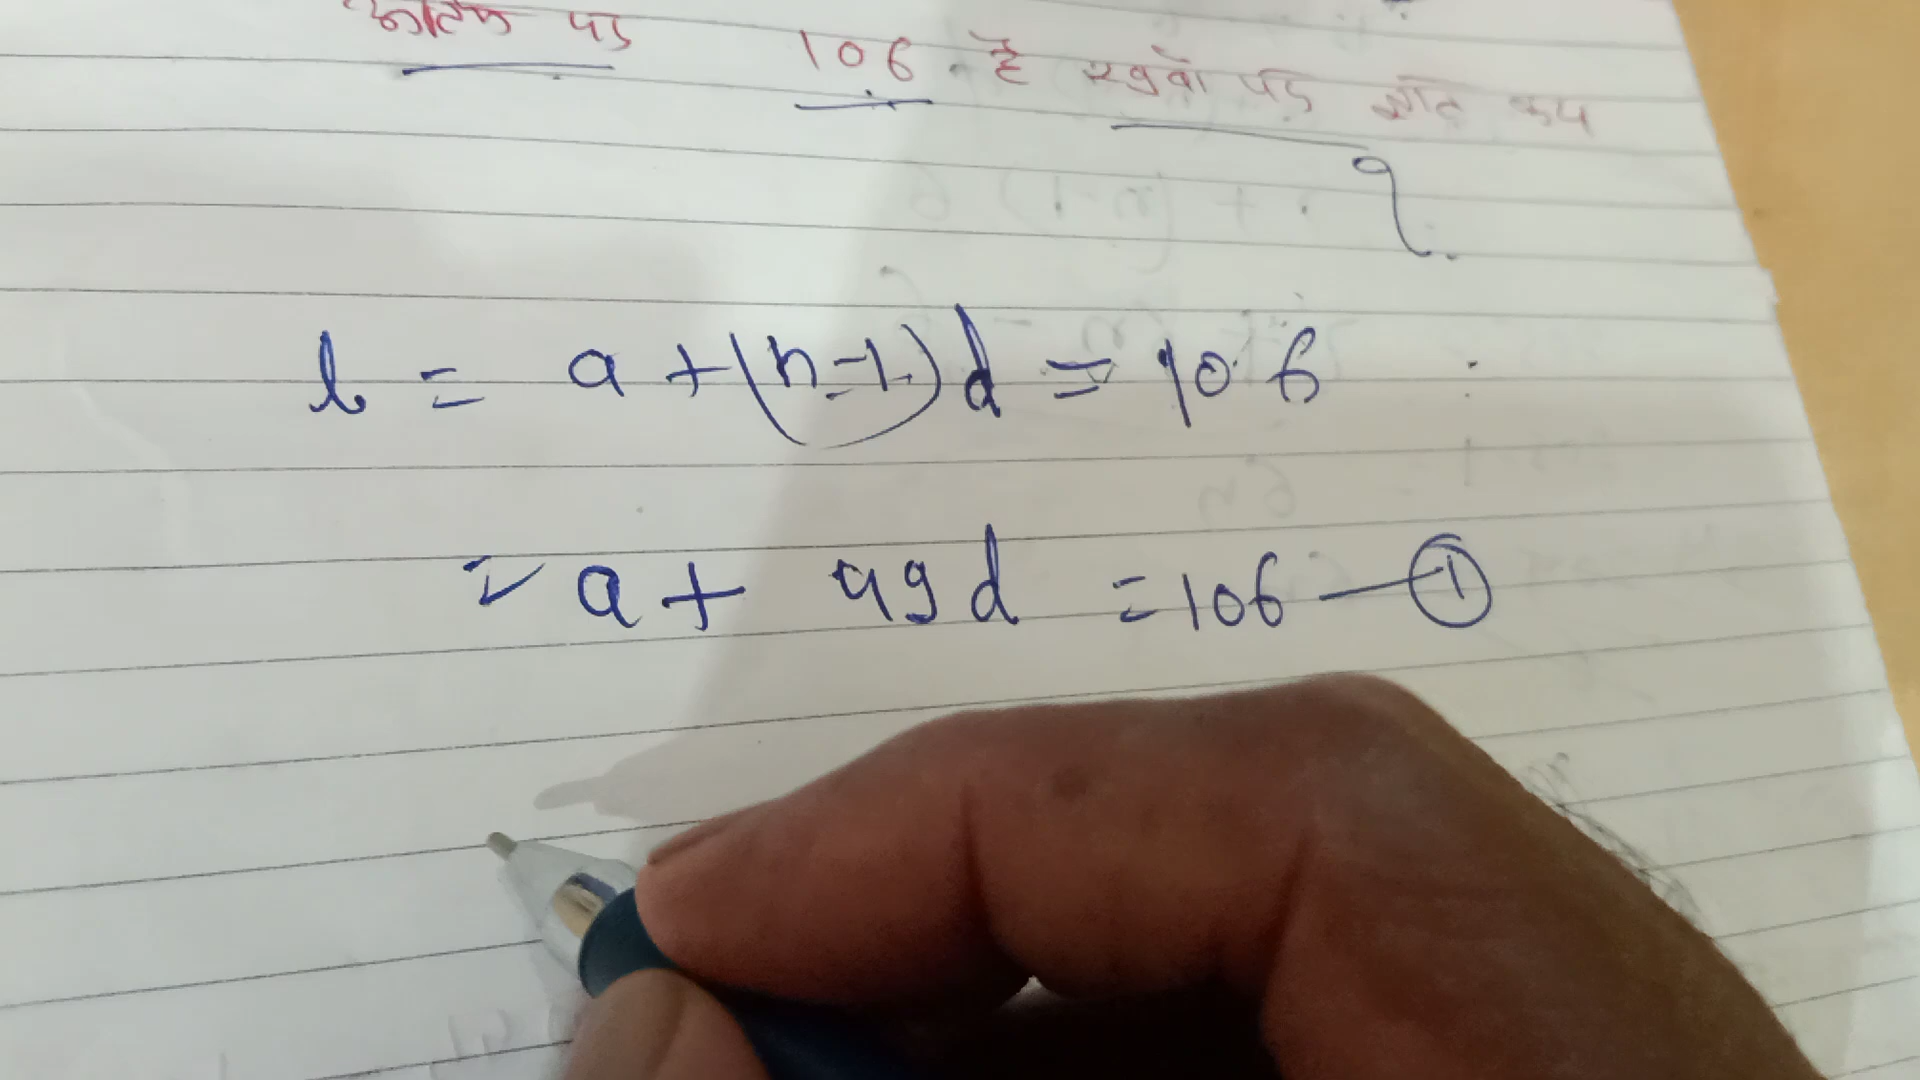 अंतिम पद 106 है २९वाँ पद ज्ञात करो
l = a + (n-1)d = 106
= a + 49d = 106 — ①